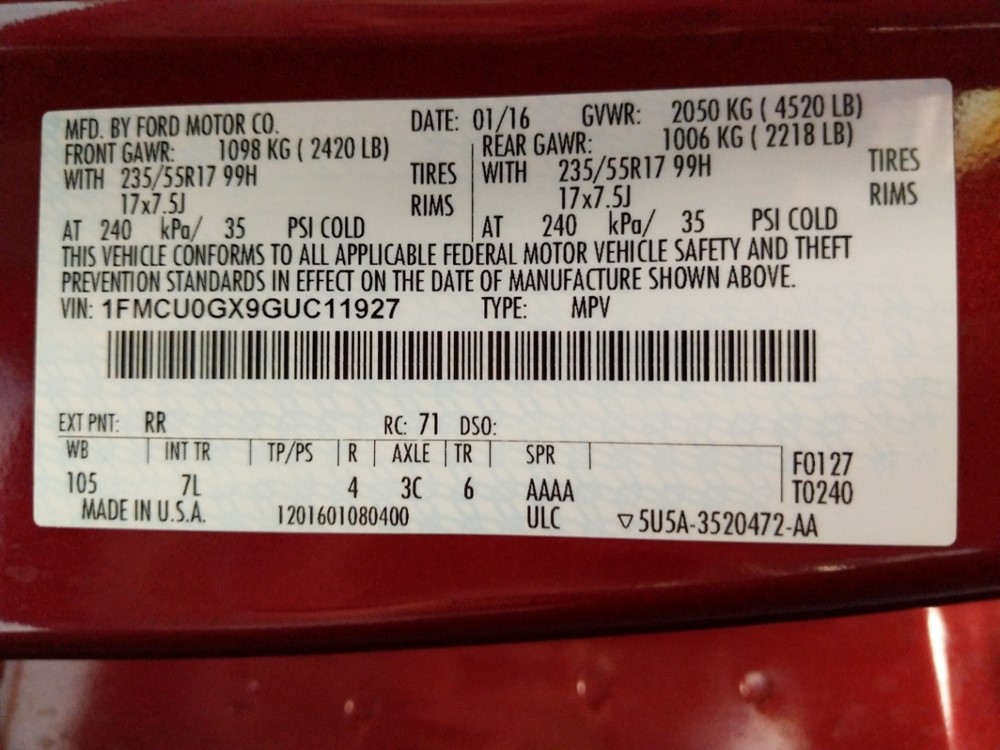 MFD. BY FORD MOTOR CO. DATE: 01/16 GVWR: 2050 KG ( 4520 LB)
FRONT GAWR: 1098 KG ( 2420 LB) REAR GAWR: 1006 KG ( 2218 LB)
WITH 235/55R17 99H TIRES WITH 235/55R17 99H TIRES
17x7.5J RIMS 17x7.5J RIMS
AT 240 kPa/ 35 PSI COLD AT 240 kPa/ 35 PSI COLD
THIS VEHICLE CONFORMS TO ALL APPLICABLE FEDERAL MOTOR VEHICLE SAFETY AND THEFT
PREVENTION STANDARDS IN EFFECT ON THE DATE OF MANUFACTURE SHOWN ABOVE.
VIN: 1FMCU0GX9GUC11927 TYPE: MPV
EXT PNT: RR RC: 71 DSO:
WB INT TR TP/PS R AXLE TR SPR F0127
105 7L 4 3C 6 AAAA T0240
MADE IN U.S.A. 1201601080400 ULC ▽5U5A-3520472-AA